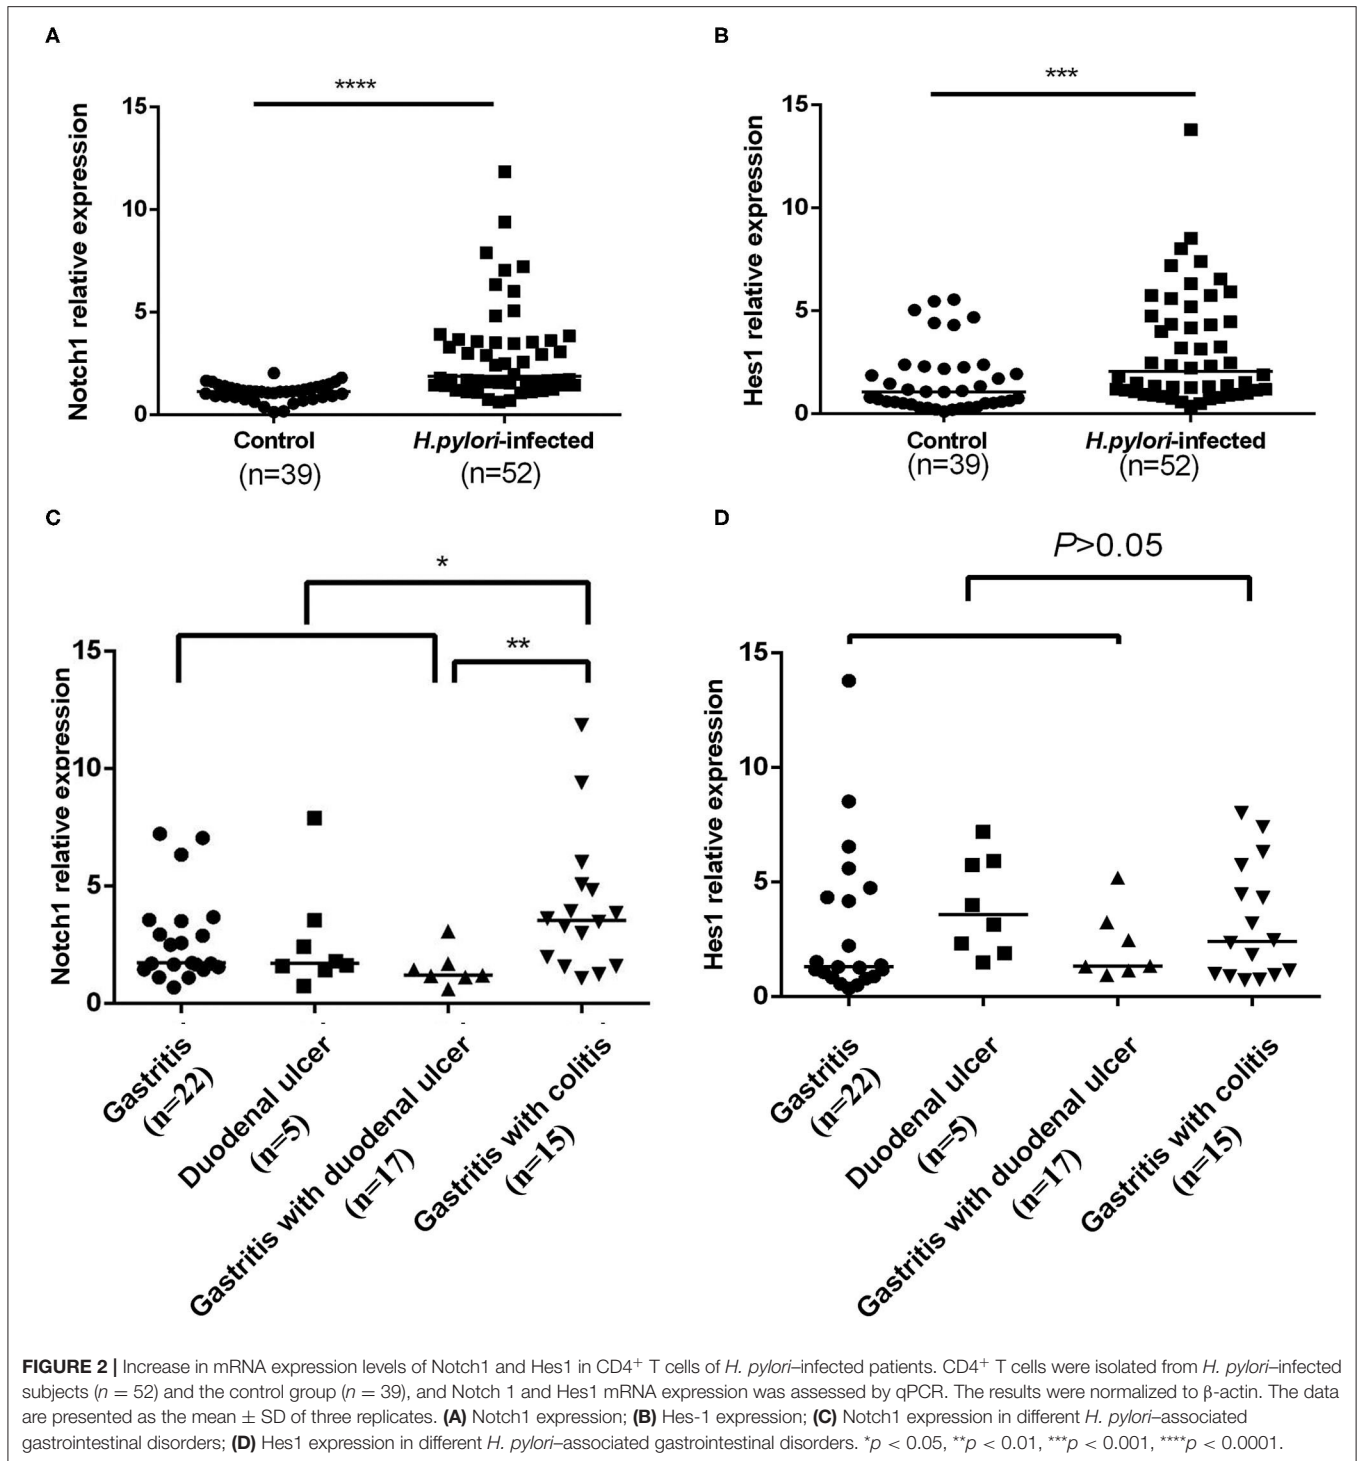 A
****
Notch1 relative expression
15
10
5
0
Control
H.pylori-infected
(n=39)
(n=52)
B
***
Hes1 relative expression
15
10
5
0
Control
H.pylori-infected
(n=39)
(n=52)
C
*
**
Notch1 relative expression
15
10
5
0
Gastritis
(n=22)
Duodenal ulcer
(n=5)
Gastritis with duodenal ulcer
(n=17)
Gastritis with colitis
(n=15)
D
P>0.05
Hes1 relative expression
15
10
5
0
Gastritis
(n=22)
Duodenal ulcer
(n=5)
Gastritis with duodenal ulcer
(n=17)
Gastritis with colitis
(n=15)
FIGURE 2 | Increase in mRNA expression levels of Notch1 and Hes1 in CD4+ T cells of H. pylori–infected patients. CD4+ T cells were isolated from H. pylori–infected
subjects (n = 52) and the control group (n = 39), and Notch 1 and Hes1 mRNA expression was assessed by qPCR. The results were normalized to β-actin. The data
are presented as the mean ± SD of three replicates. (A) Notch1 expression; (B) Hes-1 expression; (C) Notch1 expression in different H. pylori–associated
gastrointestinal disorders; (D) Hes1 expression in different H. pylori–associated gastrointestinal disorders. *p < 0.05, **p < 0.01, ***p < 0.001, ****p < 0.0001.